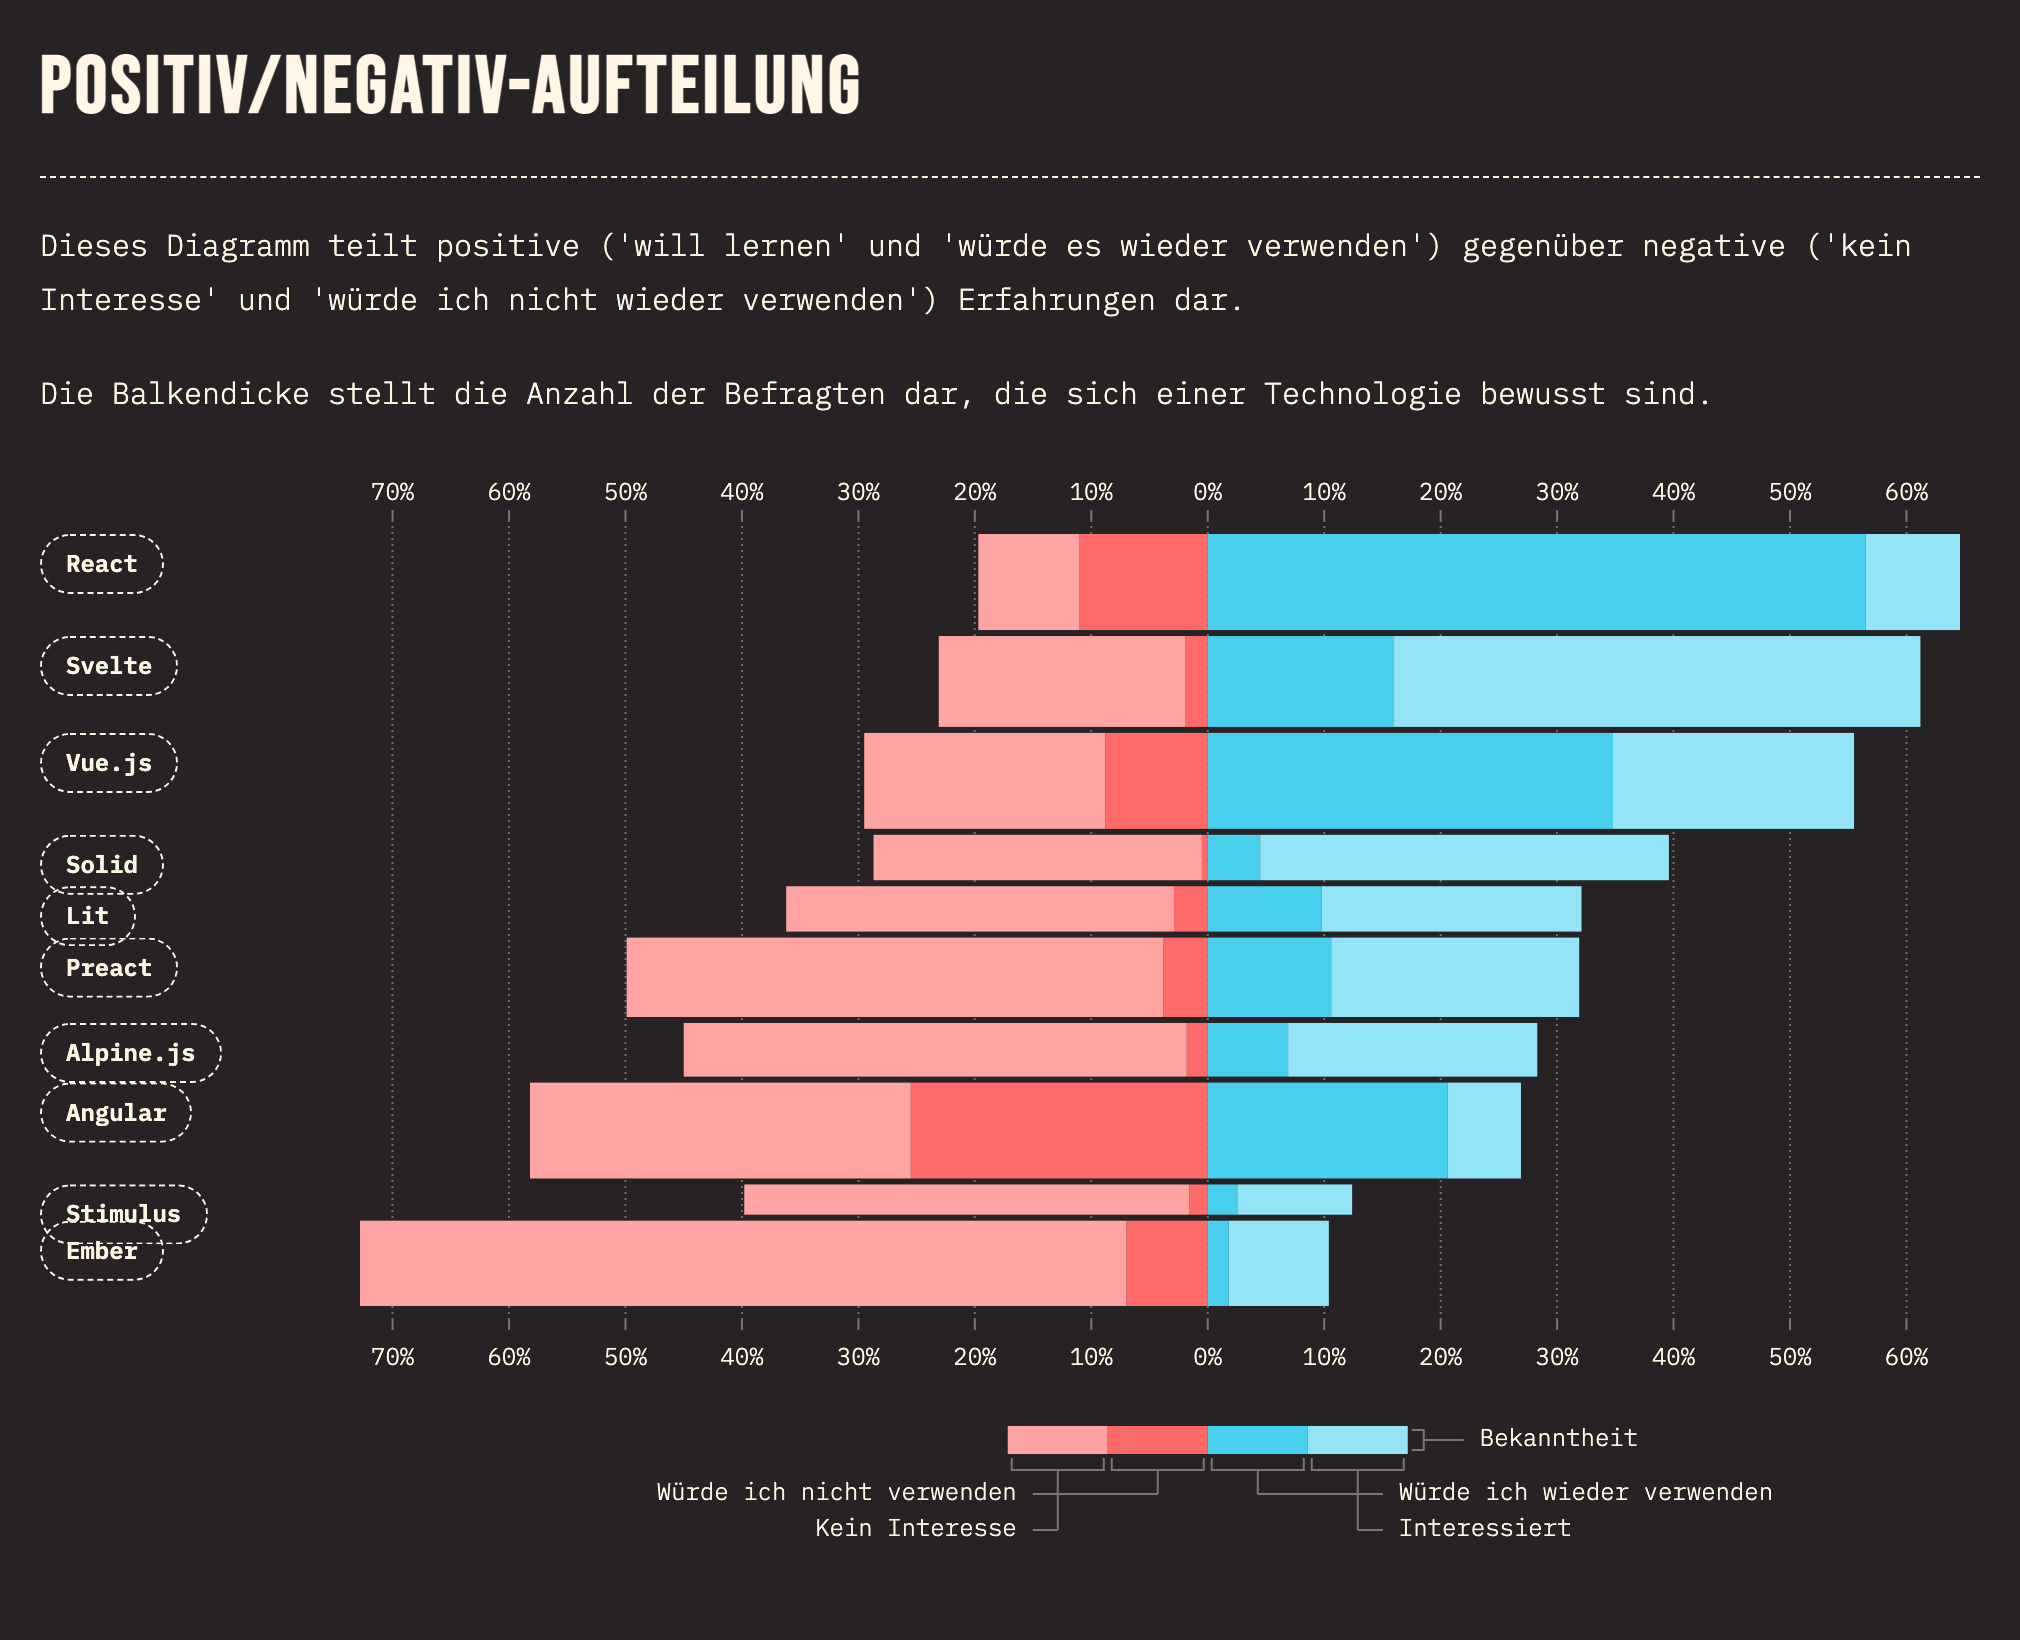 POSITIV/NEGATIV-AUFTEILUNG
Dieses Diagramm teilt positive ('will lernen' und 'würde es wieder verwenden') gegenüber negative ('kein
Interesse' und 'würde ich nicht wieder verwenden') Erfahrungen dar.
Die Balkendicke stellt die Anzahl der Befragten dar, die sich einer Technologie bewusst sind.
70% 60% 50% 40% 30% 20% 10% 0% 10% 20% 30% 40% 50% 60%
React
Svelte
Vue.js
Solid
Lit
Preact
Alpine.js
Angular
Stimulus
Ember
70% 60% 50% 40% 30% 20% 10% 0% 10% 20% 30% 40% 50% 60%
Bekanntheit
Würde ich nicht verwenden Würde ich wieder verwenden
Kein Interesse Interessiert